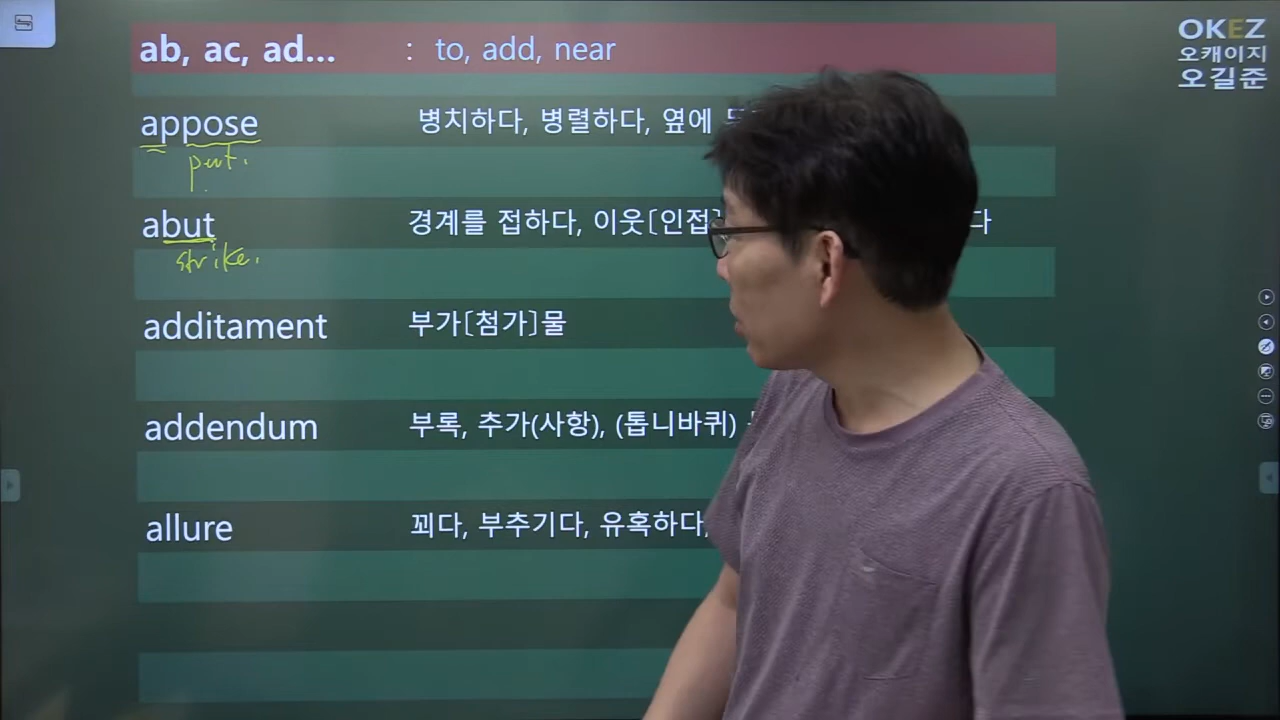 ab, ac, ad... : to, add, near
OKEZ
오캐이지
오길준
appose 병치하다, 병렬하다, 옆에
put.
abut 경계를 접하다, 이웃〔인접〕 다
strike.
additament 부가〔첨가〕물
addendum 부록, 추가(사항), (톱니바퀴)
allure 꾀다, 부추기다, 유혹하다,